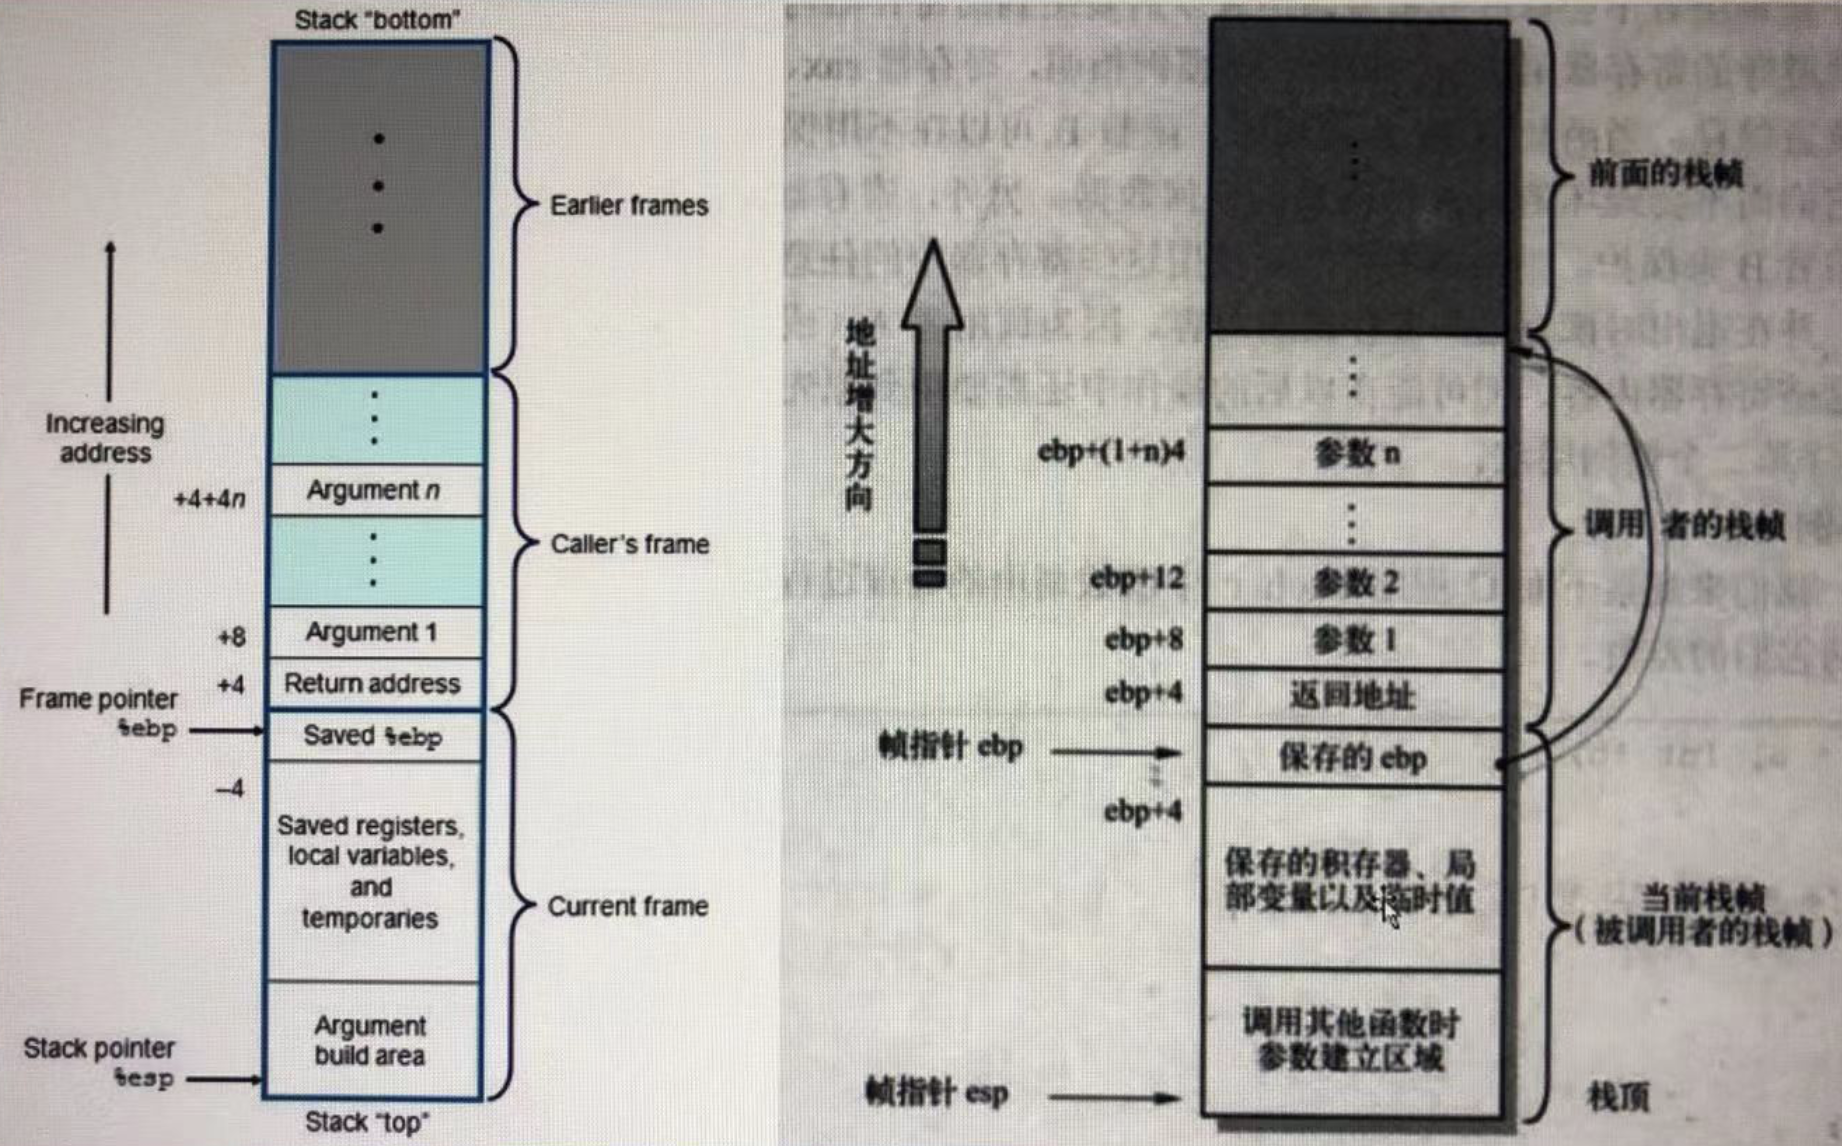 Stack “bottom”
Earlier frames
Increasing
address
+4+4n
Argument n
Caller's frame
+8
Argument 1
+4
Return address
Frame pointer
%ebp
Saved %ebp
–4
Saved registers,
local variables,
and
temporaries
Current frame
Argument
build area
Stack pointer
%esp
Stack “top”
前面的栈帧
地址增大方向
ebp+(1+n)4
参数 n
调用 者的栈帧
ebp+12
参数 2
ebp+8
参数 1
ebp+4
返回地址
帧指针 ebp
保存的 ebp
ebp+4
保存的积存器、局
部变量以及临时值
当前栈帧
（被调用者的栈帧）
调用其他函数时
参数建立区域
帧指针 esp
栈顶